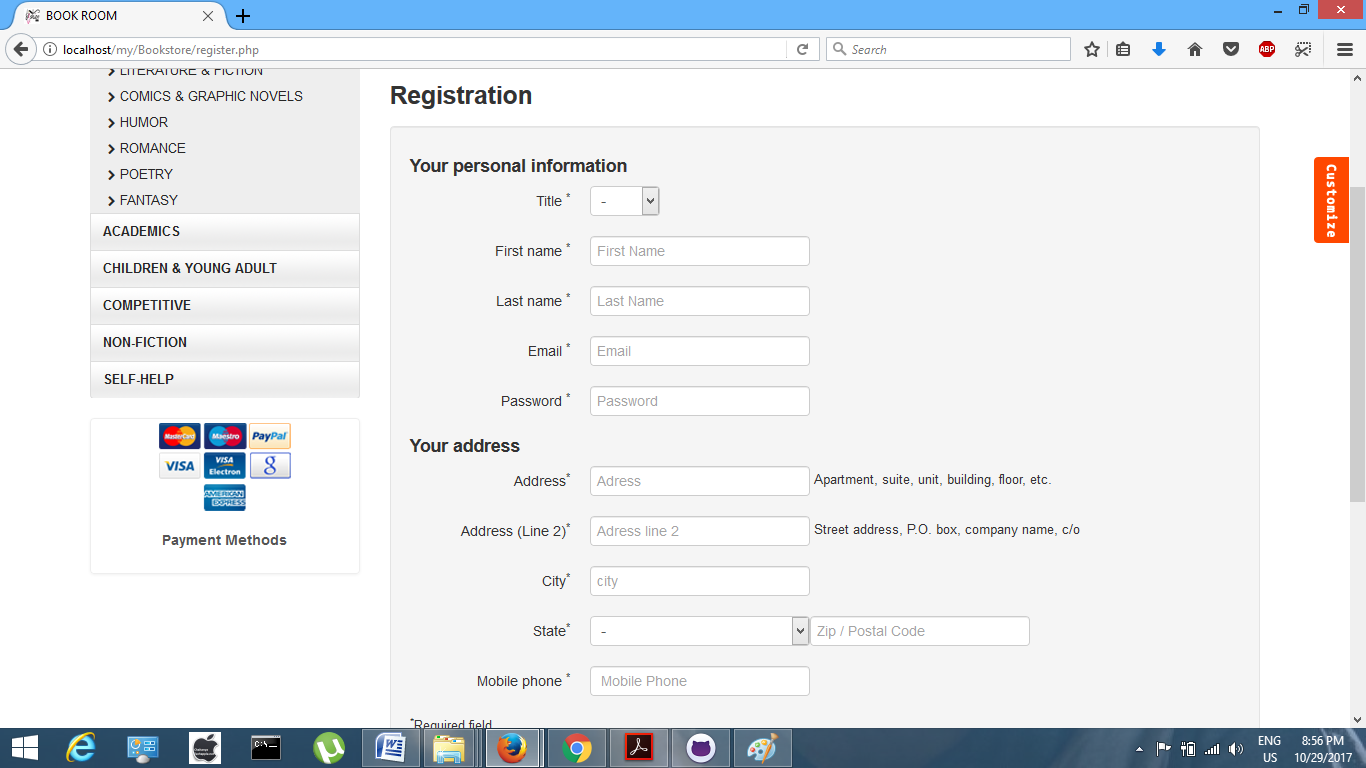 BOOK ROOM
localhost/my/Bookstore/register.php
Search
ABP
LITERATURE & FICTION
COMICS & GRAPHIC NOVELS
HUMOR
ROMANCE
POETRY
FANTASY
ACADEMICS
CHILDREN & YOUNG ADULT
COMPETITIVE
NON-FICTION
SELF-HELP
MasterCard Maestro PayPal
VISA VISA Electron g
AMERICAN EXPRESS
Payment Methods
Registration
Your personal information
Title * -
First name * First Name
Last name * Last Name
Email * Email
Password * Password
Your address
Address* Adress Apartment, suite, unit, building, floor, etc.
Address (Line 2)* Adress line 2 Street address, P.O. box, company name, c/o
City* city
State* - Zip / Postal Code
Mobile phone * Mobile Phone
*Required field
Customize
ENG 8:56 PM
US 10/29/2017